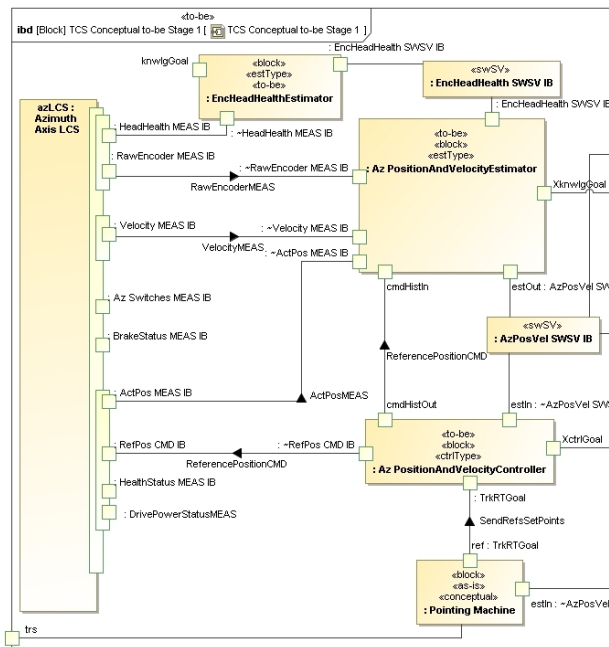 «to-be»
ibd [Block] TCS Conceptual to-be Stage 1 [ TCS Conceptual to-be Stage 1 ]
: EncHeadHealth SWSV IB
knwlgGoal
«block»
«estType»
«to-be»
: EncHeadHealthEstimator
«swSV»
: EncHeadHealth SWSV IB
: EncHeadHealth SWSV IB
azLCS :
Azimuth
Axis LCS
: HeadHealth MEAS IB
: ~HeadHealth MEAS IB
: RawEncoder MEAS IB
: ~RawEncoder MEAS IB
RawEncoderMEAS
«to-be»
«block»
«estType»
: Az PositionAndVelocityEstimator
XknwlgGoal
: Velocity MEAS IB
: ~Velocity MEAS IB
VelocityMEAS
: ~ActPos MEAS IB
cmdHistIn
estOut : AzPosVel SWS
: Az Switches MEAS IB
«swSV»
: AzPosVel SWSV IB
: BrakeStatus MEAS IB
ReferencePositionCMD
: ActPos MEAS IB
ActPosMEAS
cmdHistOut
estIn : ~AzPosVel SWS
: RefPos CMD IB
: ~RefPos CMD IB
ReferencePositionCMD
«to-be»
«block»
«ctrlType»
: Az PositionAndVelocityController
XctrlGoal
: HealthStatus MEAS IB
: TrkRTGoal
: DrivePowerStatusMEAS
SendRefsSetPoints
ref : TrkRTGoal
«block»
«as-is»
«conceptual»
: Pointing Machine
estIn : ~AzPosVel
trs